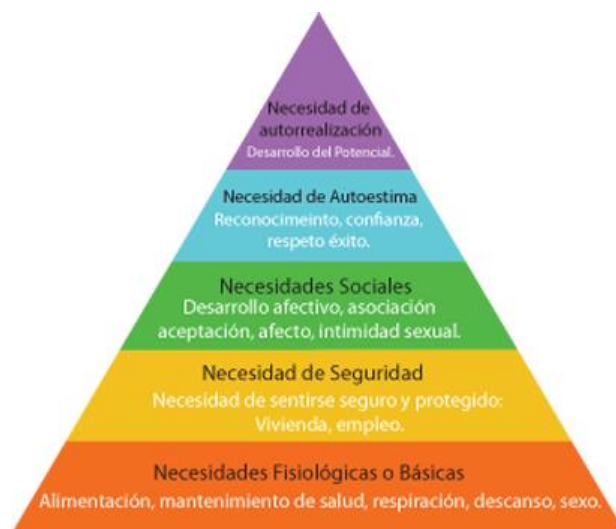 Necesidad de
autorrealización
Desarrollo del Potencial.
Necesidad de Autoestima
Reconocimeinto, confianza,
respeto éxito.
Necesidades Sociales
Desarrollo afectivo, asociación
aceptación, afecto, intimidad sexual.
Necesidad de Seguridad
Necesidad de sentirse seguro y protegido:
Vivienda, empleo.
Necesidades Fisiológicas o Básicas
Alimentación, mantenimiento de salud, respiración, descanso, sexo.